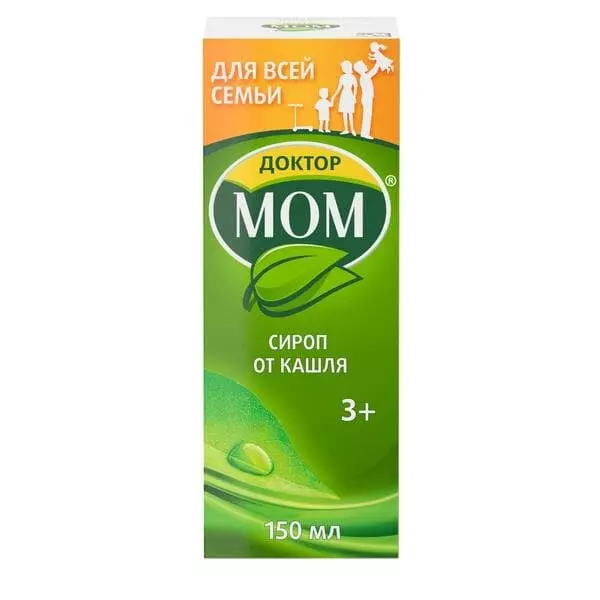 ДЛЯ ВСЕЙ
СЕМЬИ
ДОКТОР
МОМ®
СИРОП
ОТ КАШЛЯ
3+
150 мл